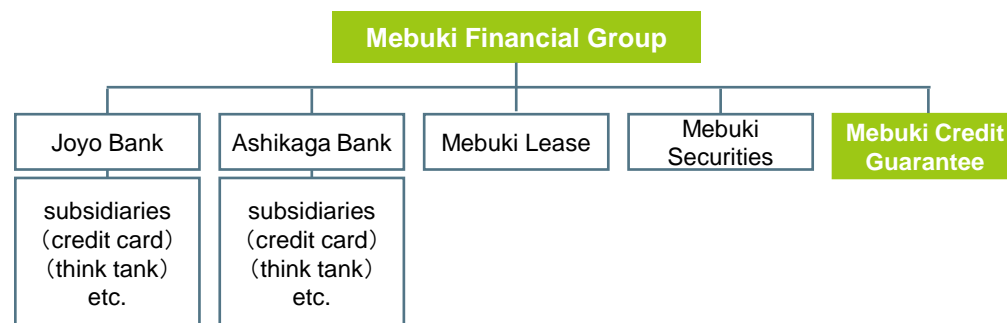 Mebuki Financial Group
Joyo Bank
Ashikaga Bank
Mebuki Lease
Mebuki
Securities
Mebuki Credit
Guarantee
subsidiaries
（credit card）
（think tank）
etc.
subsidiaries
（credit card）
（think tank）
etc.